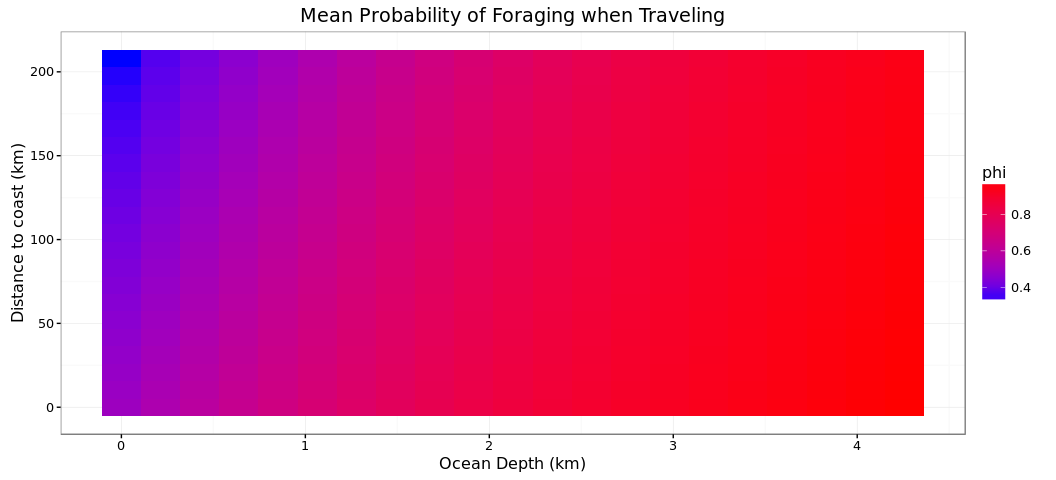 Mean Probability of Foraging when Traveling
Distance to coast (km)
200
150
100
50
0
0 1 2 3 4
Ocean Depth (km)
phi
0.8
0.6
0.4